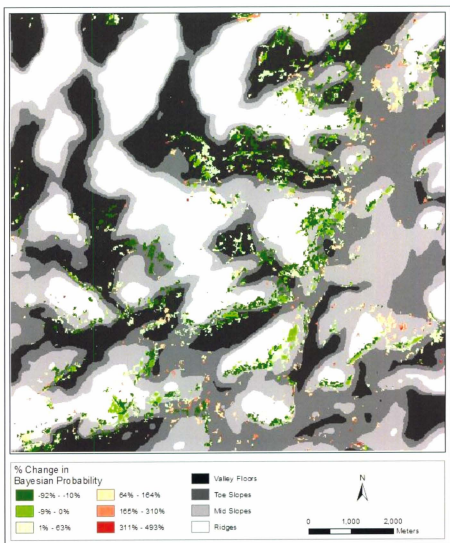 % Change in
Bayesian Probability
-92% - -10%
-9% - 0%
1% - 63%
64% - 164%
165% - 310%
311% - 493%
Valley Floors
Toe Slopes
Mid Slopes
Ridges
N
0 1,000 2,000
Meters